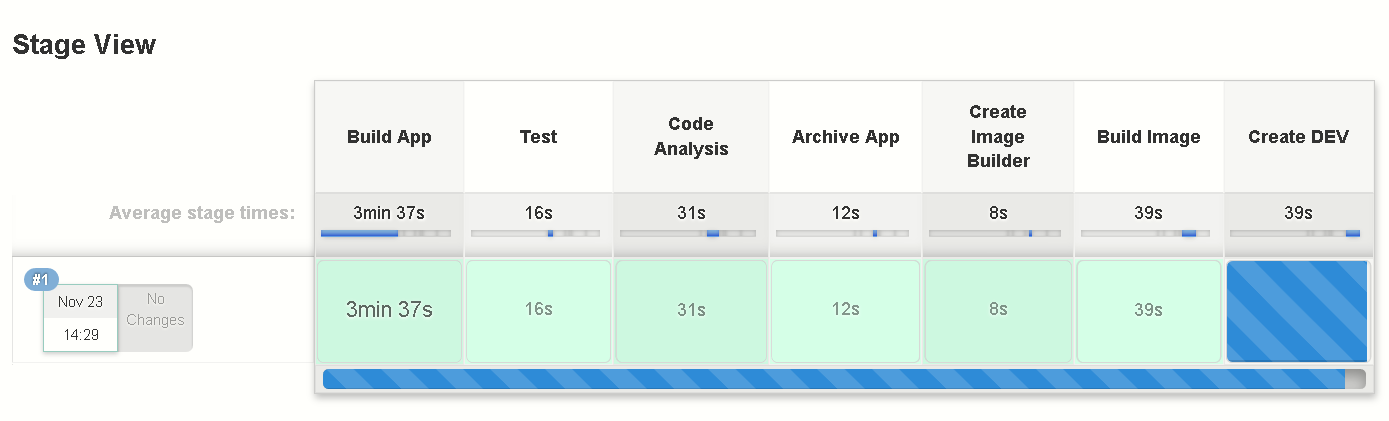 Stage View
Build App
Test
Code
Analysis
Archive App
Create
Image
Builder
Build Image
Create DEV
Average stage times:
3min 37s
16s
31s
12s
8s
39s
39s
#1
Nov 23
14:29
No
Changes
3min 37s
16s
31s
12s
8s
39s